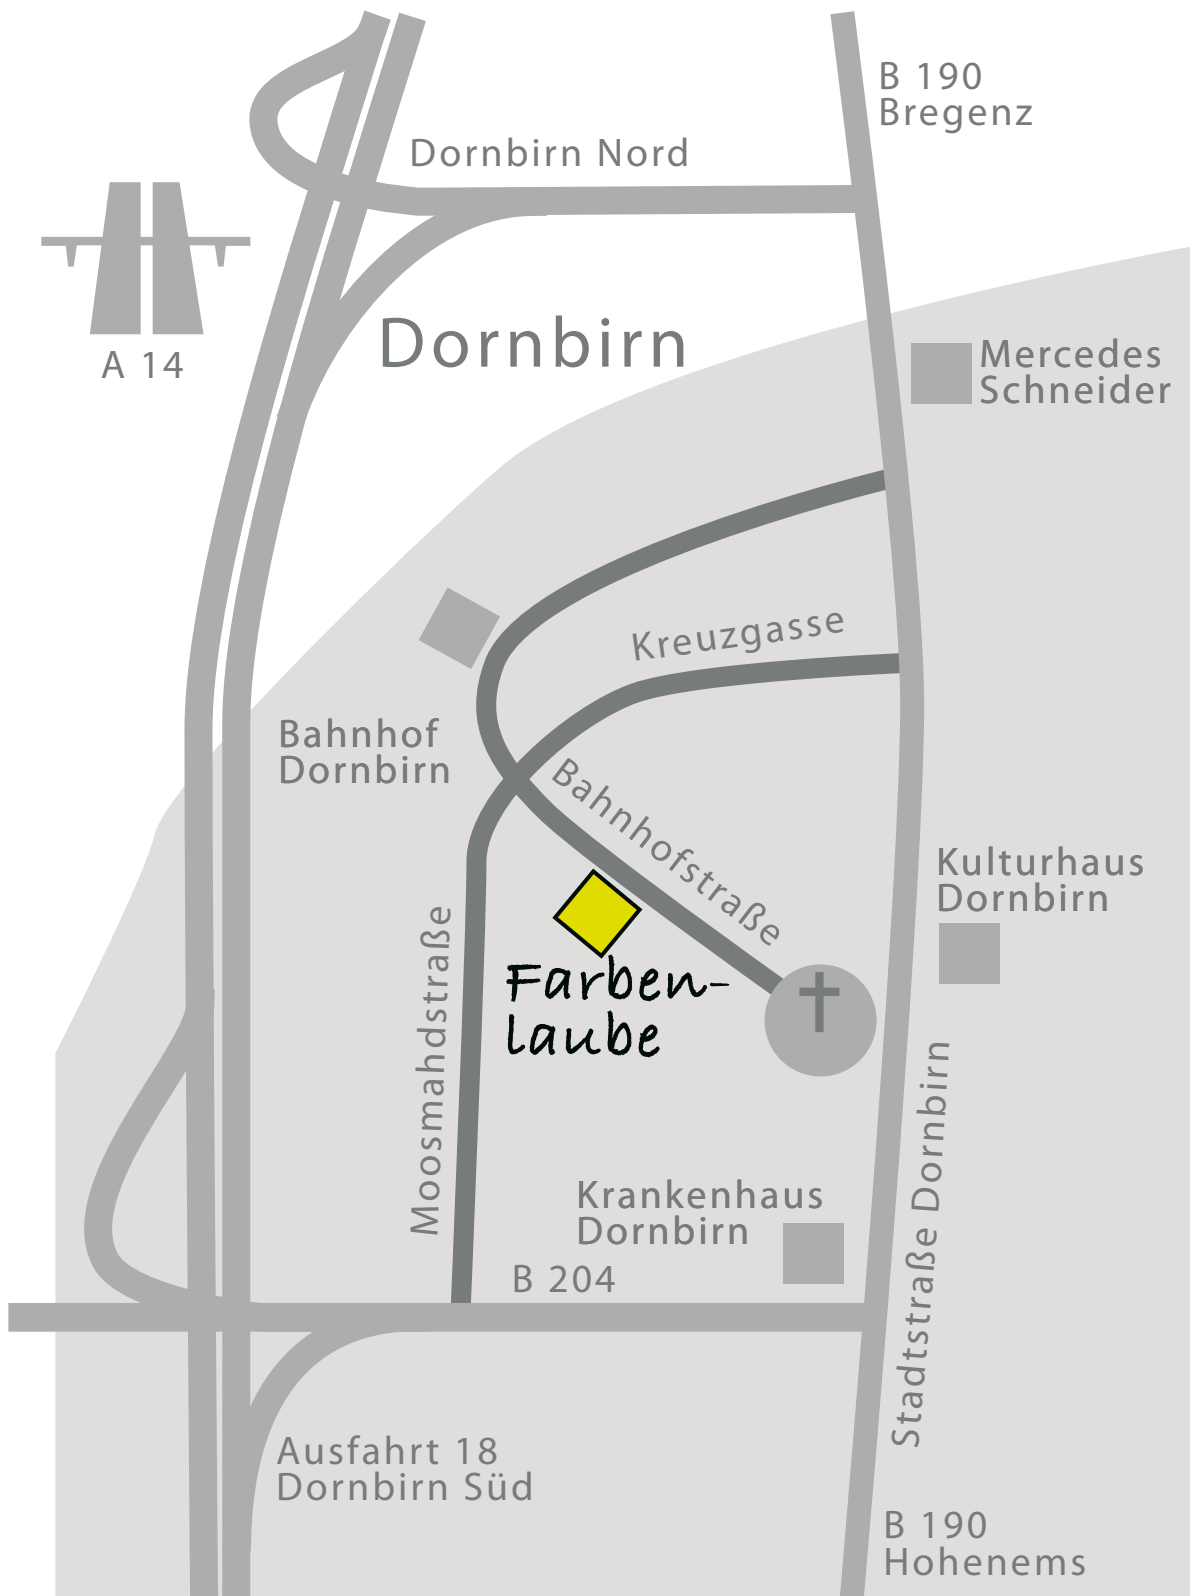 B 190
Bregenz
Dornbirn Nord
A 14
Dornbirn
Mercedes
Schneider
Kreuzgasse
Bahnhof
Dornbirn
Bahnhofstraße
Kulturhaus
Dornbirn
Moosmahdstraße
Farben-
laube
Stadtstraße Dornbirn
Krankenhaus
Dornbirn
B 204
Ausfahrt 18
Dornbirn Süd
B 190
Hohenems